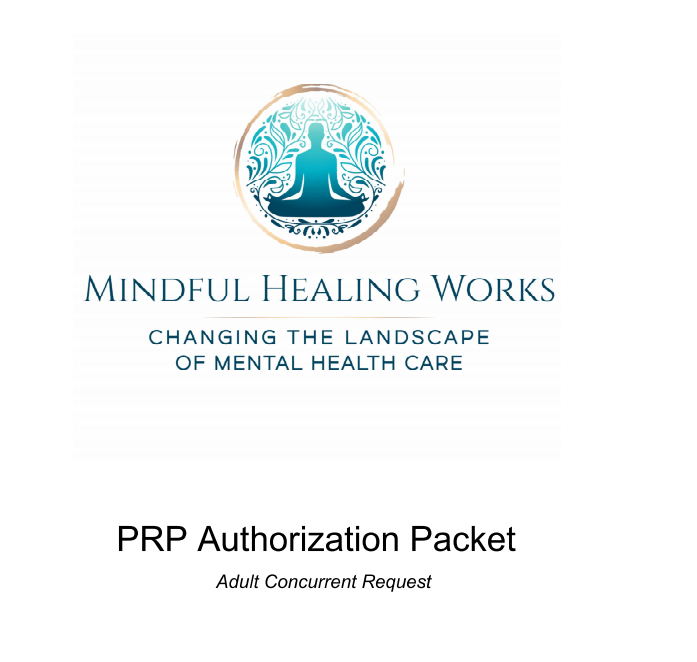 MINDFUL HEALING WORKS
CHANGING THE LANDSCAPE
OF MENTAL HEALTH CARE
PRP Authorization Packet
Adult Concurrent Request